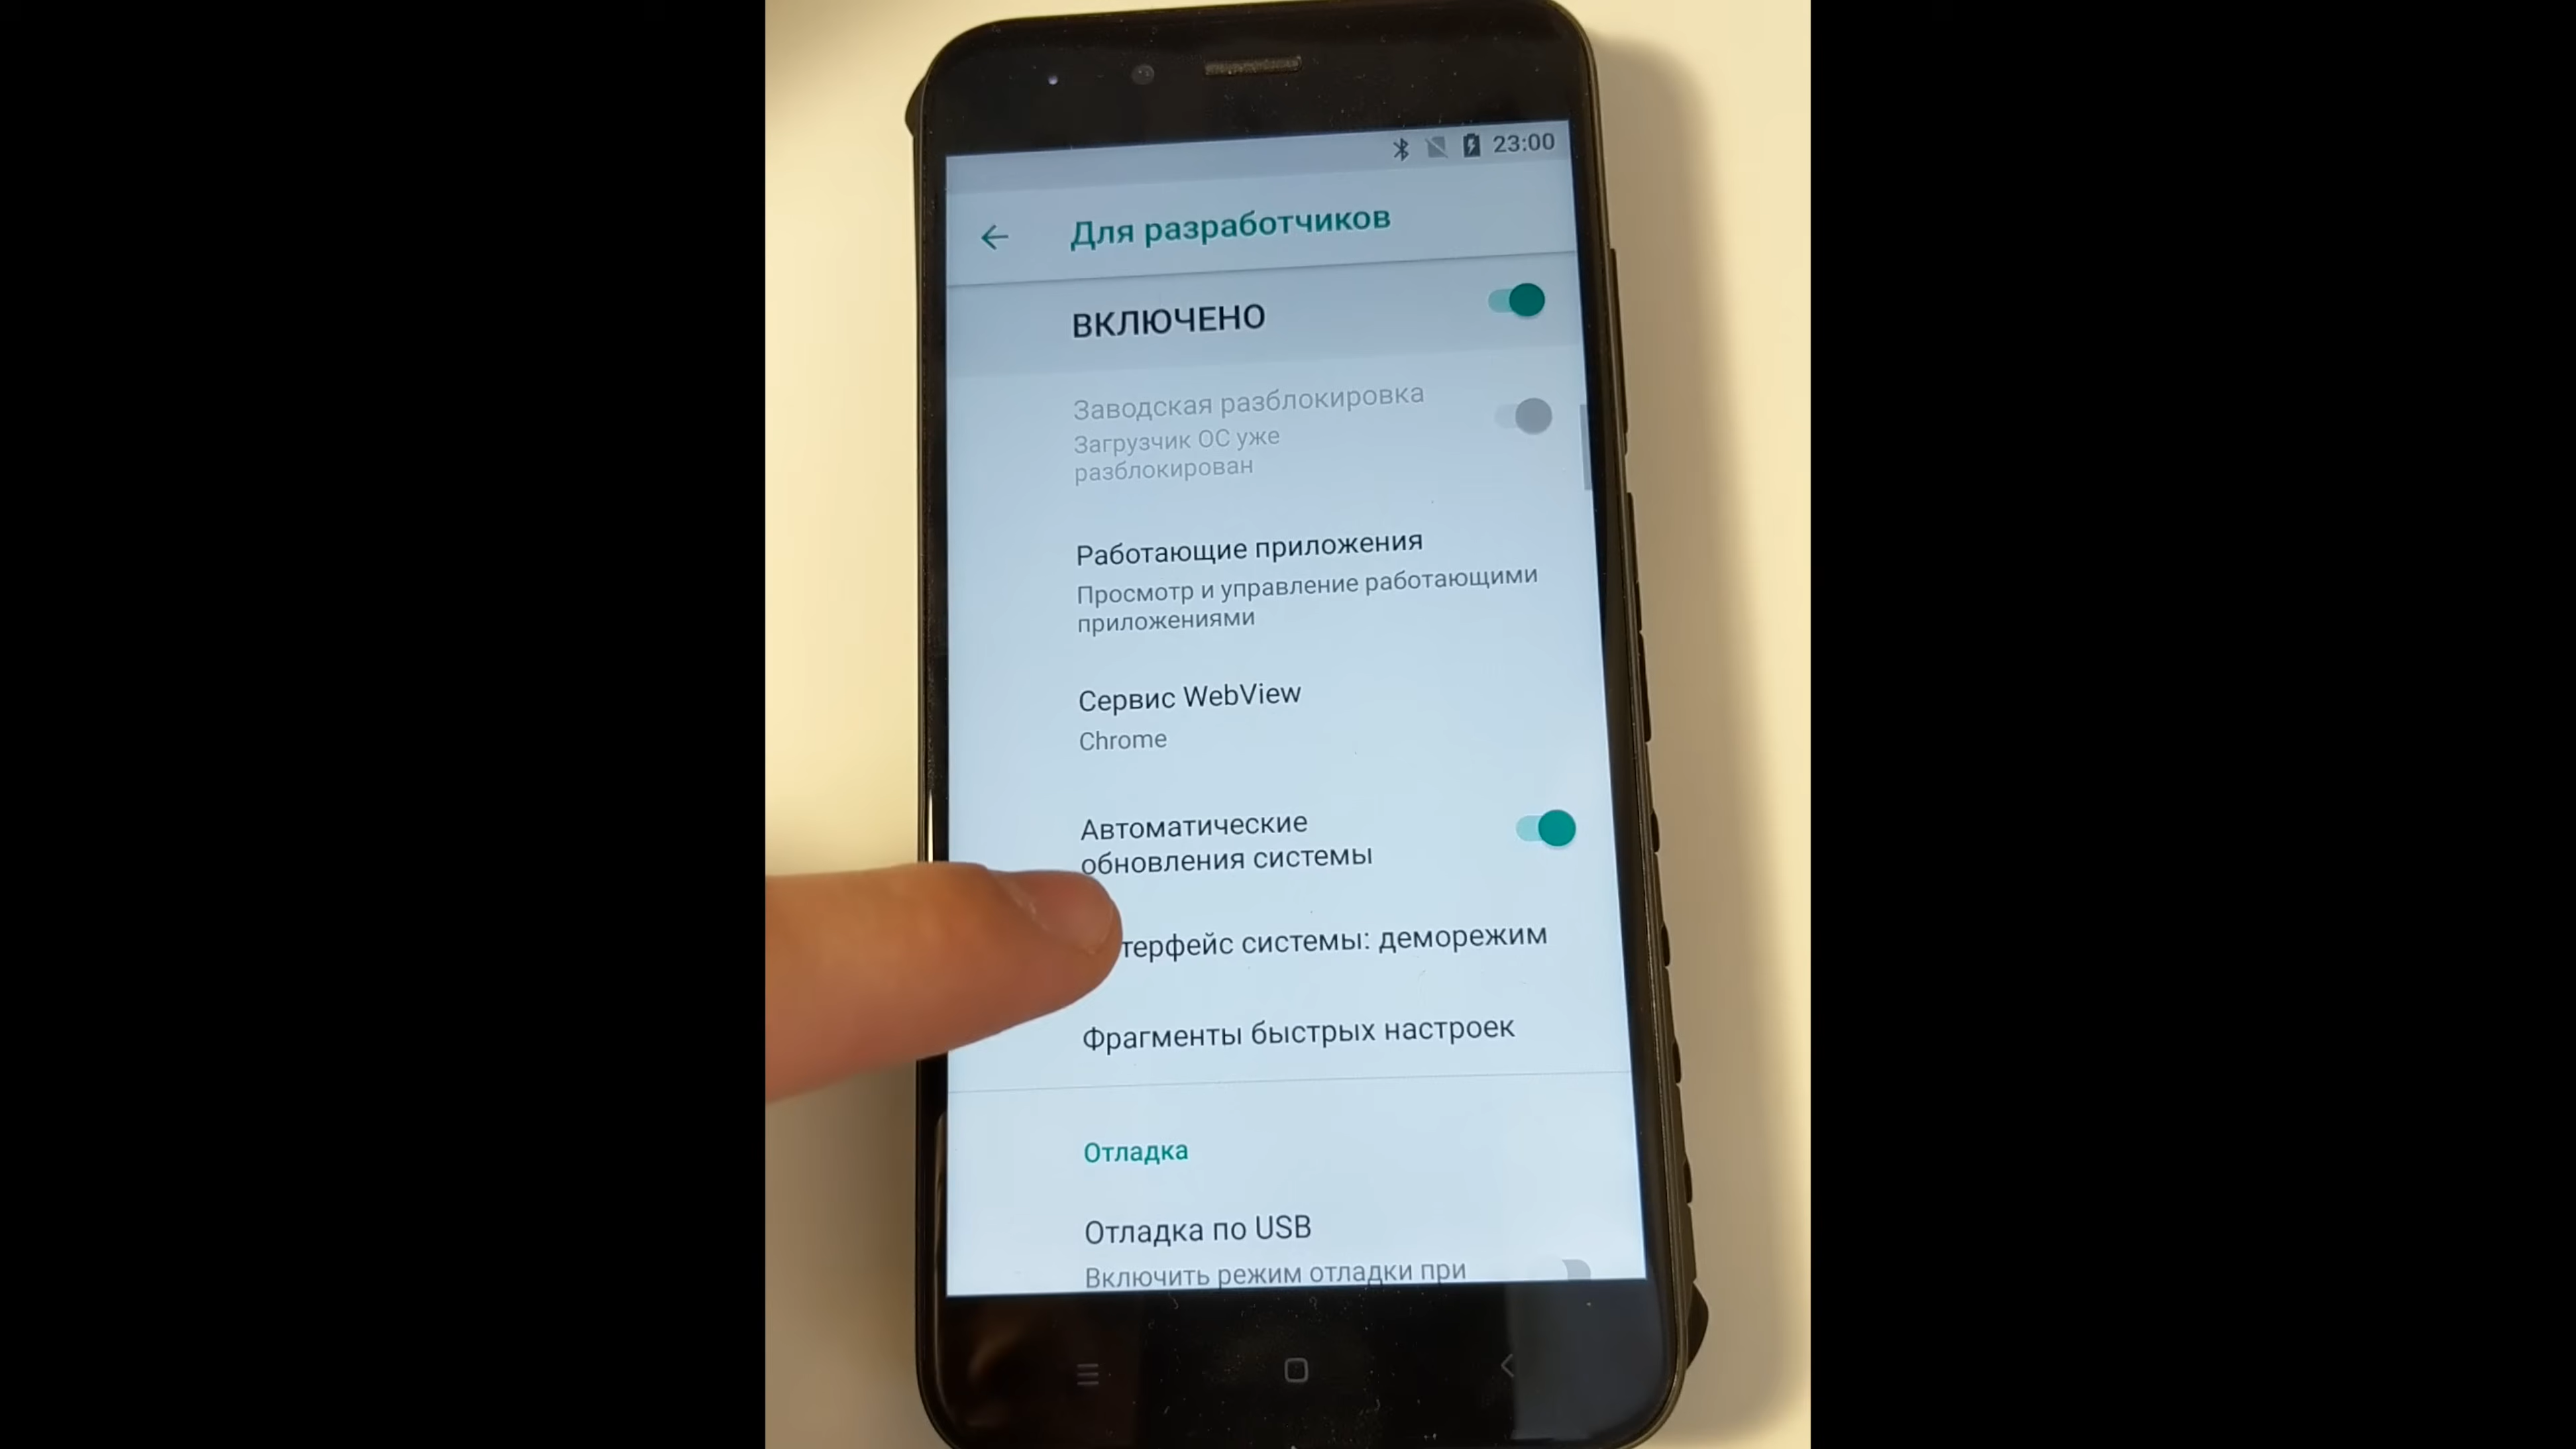 23:00
Для разработчиков
ВКЛЮЧЕНО
Заводская разблокировка
Загрузчик ОС уже
разблокирован
Работающие приложения
Просмотр и управление работающими
приложениями
Сервис WebView
Chrome
Автоматические
обновления системы
терфейс системы: деморежим
Фрагменты быстрых настроек
Отладка
Отладка по USB
Включить режим отладки при